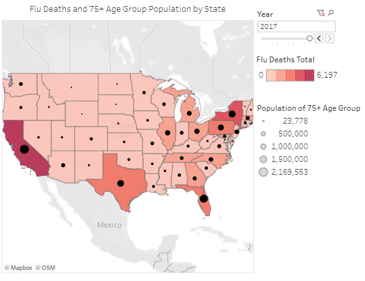 Flu Deaths and 75+ Age Group Population by State
Year
2017
Flu Deaths Total
0 6,197
Population of 75+ Age Group
23,778
500,000
1,000,000
1,500,000
2,169,553
Mexico
© Mapbox © OSM